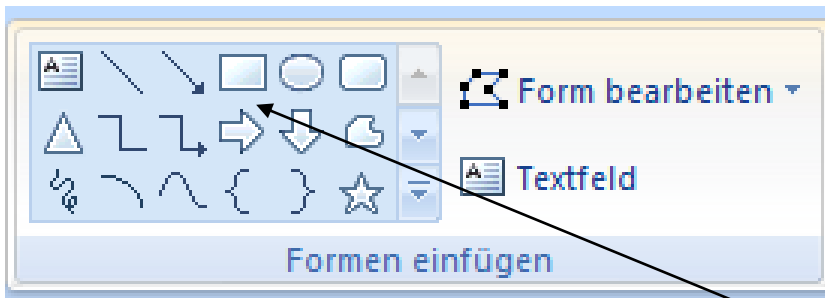 A
Form bearbeiten
A
Textfeld
Formen einfügen